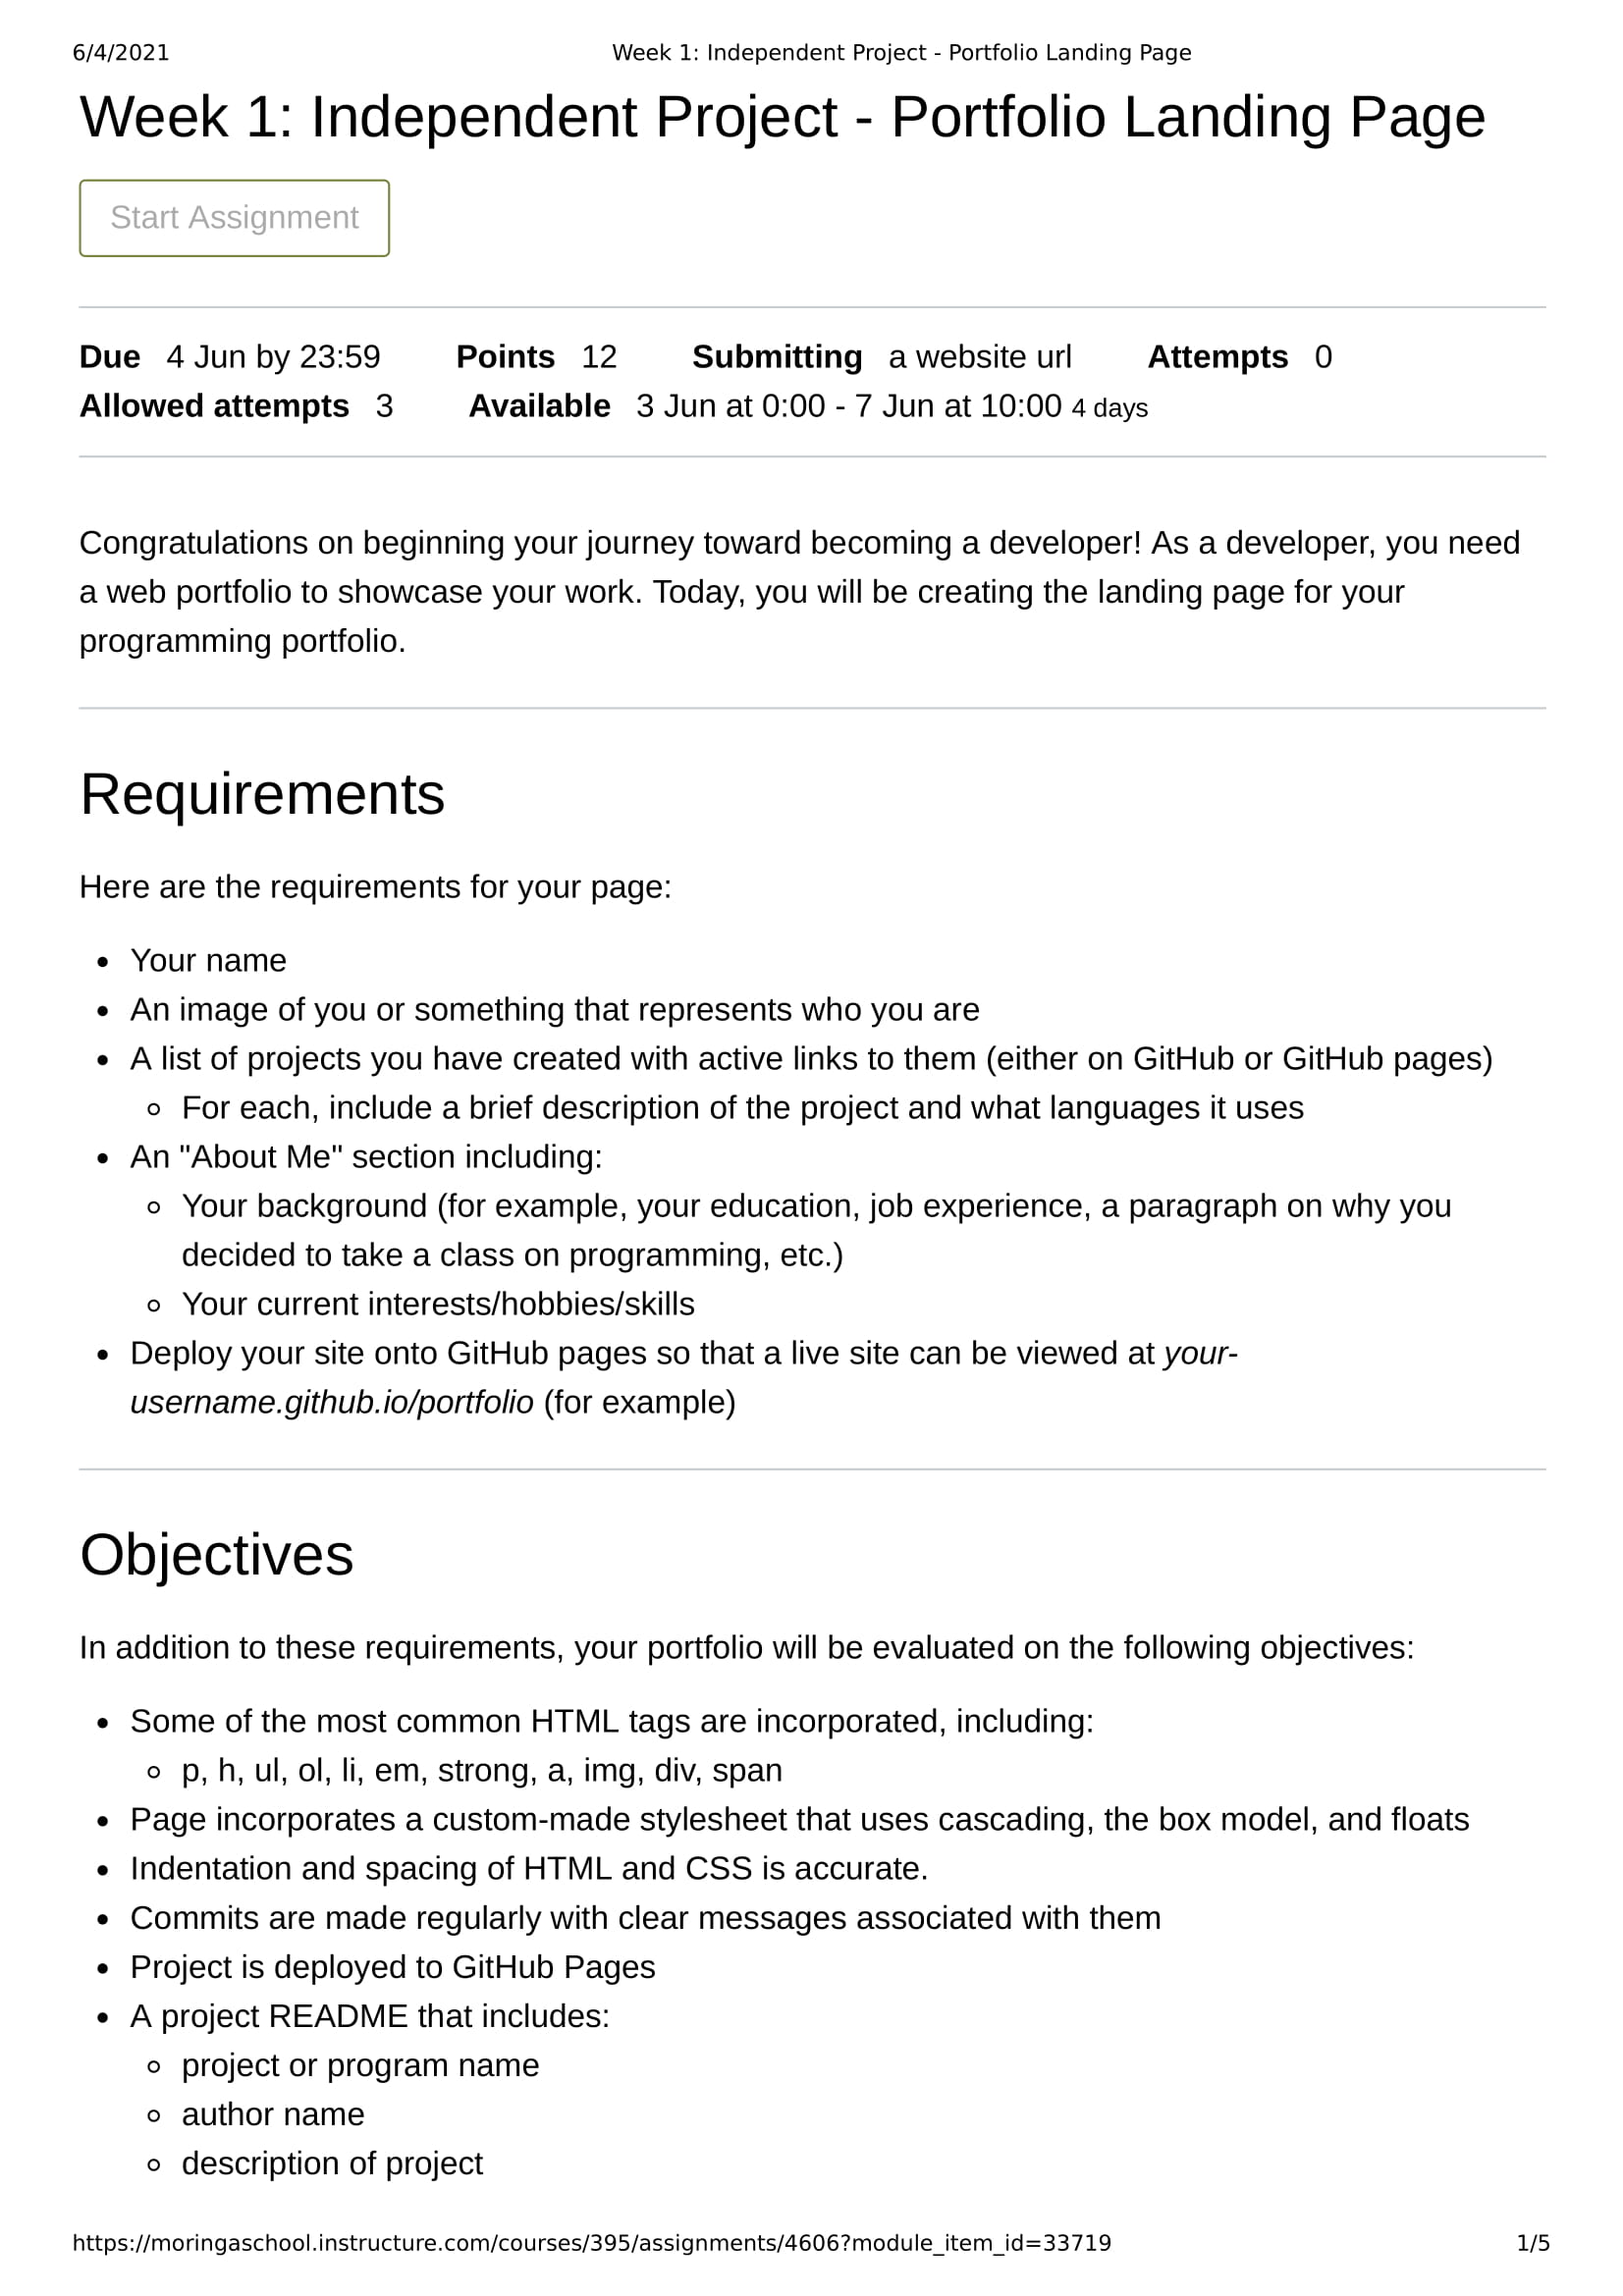 6/4/2021 Week 1: Independent Project - Portfolio Landing Page
Week 1: Independent Project - Portfolio Landing Page
Start Assignment
Due 4 Jun by 23:59 Points 12 Submitting a website url Attempts 0
Allowed attempts 3 Available 3 Jun at 0:00 - 7 Jun at 10:00 4 days
Congratulations on beginning your journey toward becoming a developer! As a developer, you need
a web portfolio to showcase your work. Today, you will be creating the landing page for your
programming portfolio.
Requirements
Here are the requirements for your page:
• Your name
• An image of you or something that represents who you are
• A list of projects you have created with active links to them (either on GitHub or GitHub pages)
◦ For each, include a brief description of the project and what languages it uses
• An "About Me" section including:
◦ Your background (for example, your education, job experience, a paragraph on why you
decided to take a class on programming, etc.)
◦ Your current interests/hobbies/skills
• Deploy your site onto GitHub pages so that a live site can be viewed at your-
username.github.io/portfolio (for example)
Objectives
In addition to these requirements, your portfolio will be evaluated on the following objectives:
• Some of the most common HTML tags are incorporated, including:
◦ p, h, ul, ol, li, em, strong, a, img, div, span
• Page incorporates a custom-made stylesheet that uses cascading, the box model, and floats
• Indentation and spacing of HTML and CSS is accurate.
• Commits are made regularly with clear messages associated with them
• Project is deployed to GitHub Pages
• A project README that includes:
◦ project or program name
◦ author name
◦ description of project
https://moringaschool.instructure.com/courses/395/assignments/4606?module_item_id=33719 1/5